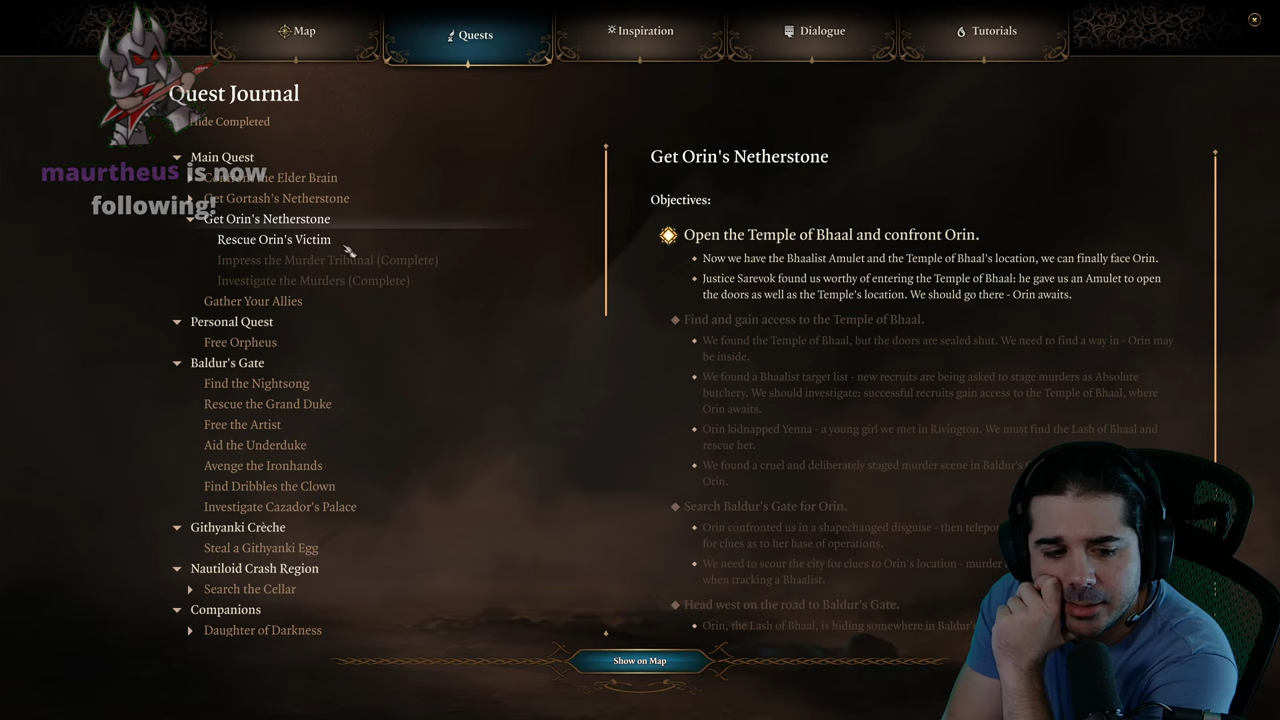 Map
Quests
Inspiration
Dialogue
Tutorials
Quest Journal
Hide Completed
maurtheus is now
following!
Main Quest
the Elder Brain
Get Gortash's Netherstone
Get Orin's Netherstone
Rescue Orin's Victim
Impress the Murder Tribunal (Complete)
Investigate the Murders (Complete)
Gather Your Allies
Personal Quest
Free Orpheus
Baldur's Gate
Find the Nightsong
Rescue the Grand Duke
Free the Artist
Aid the Underduke
Avenge the Ironhands
Find Dribbles the Clown
Investigate Cazador's Palace
Githyanki Crèche
Steal a Githyanki Egg
Nautiloid Crash Region
Search the Cellar
Companions
Daughter of Darkness
Get Orin's Netherstone
Objectives:
Open the Temple of Bhaal and confront Orin.
Now we have the Bhaalist Amulet and the Temple of Bhaal's location, we can finally face Orin.
Justice Sarevok found us worthy of entering the Temple of Bhaal: he gave us an Amulet to open
the doors as well as the Temple's location. We should go there - Orin awaits.
Find and gain access to the Temple of Bhaal.
We found the Temple of Bhaal, but the doors are sealed shut. We need to find a way in - Orin may
be inside.
We found a Bhaalist target list - new recruits are being asked to stage murders as Absolute
butchery. We should investigate: successful recruits gain access to the Temple of Bhaal, where
Orin awaits.
Orin kidnapped Yenna - a young girl we met in Rivington. We must find the Lash of Bhaal and
rescue her.
We found a cruel and deliberately staged murder scene in Baldur's
Orin.
Search Baldur's Gate for Orin.
Orin confronted us in a shapechanged disguise - then
for clues as to her base of operations.
We need to scour the city for clues to Orin's location - murder
when tracking a Bhaalist.
Head west on the road to Baldur's Gate.
Orin, the Lash of Bhaal, is hiding somewhere in Baldur's
Show on Map